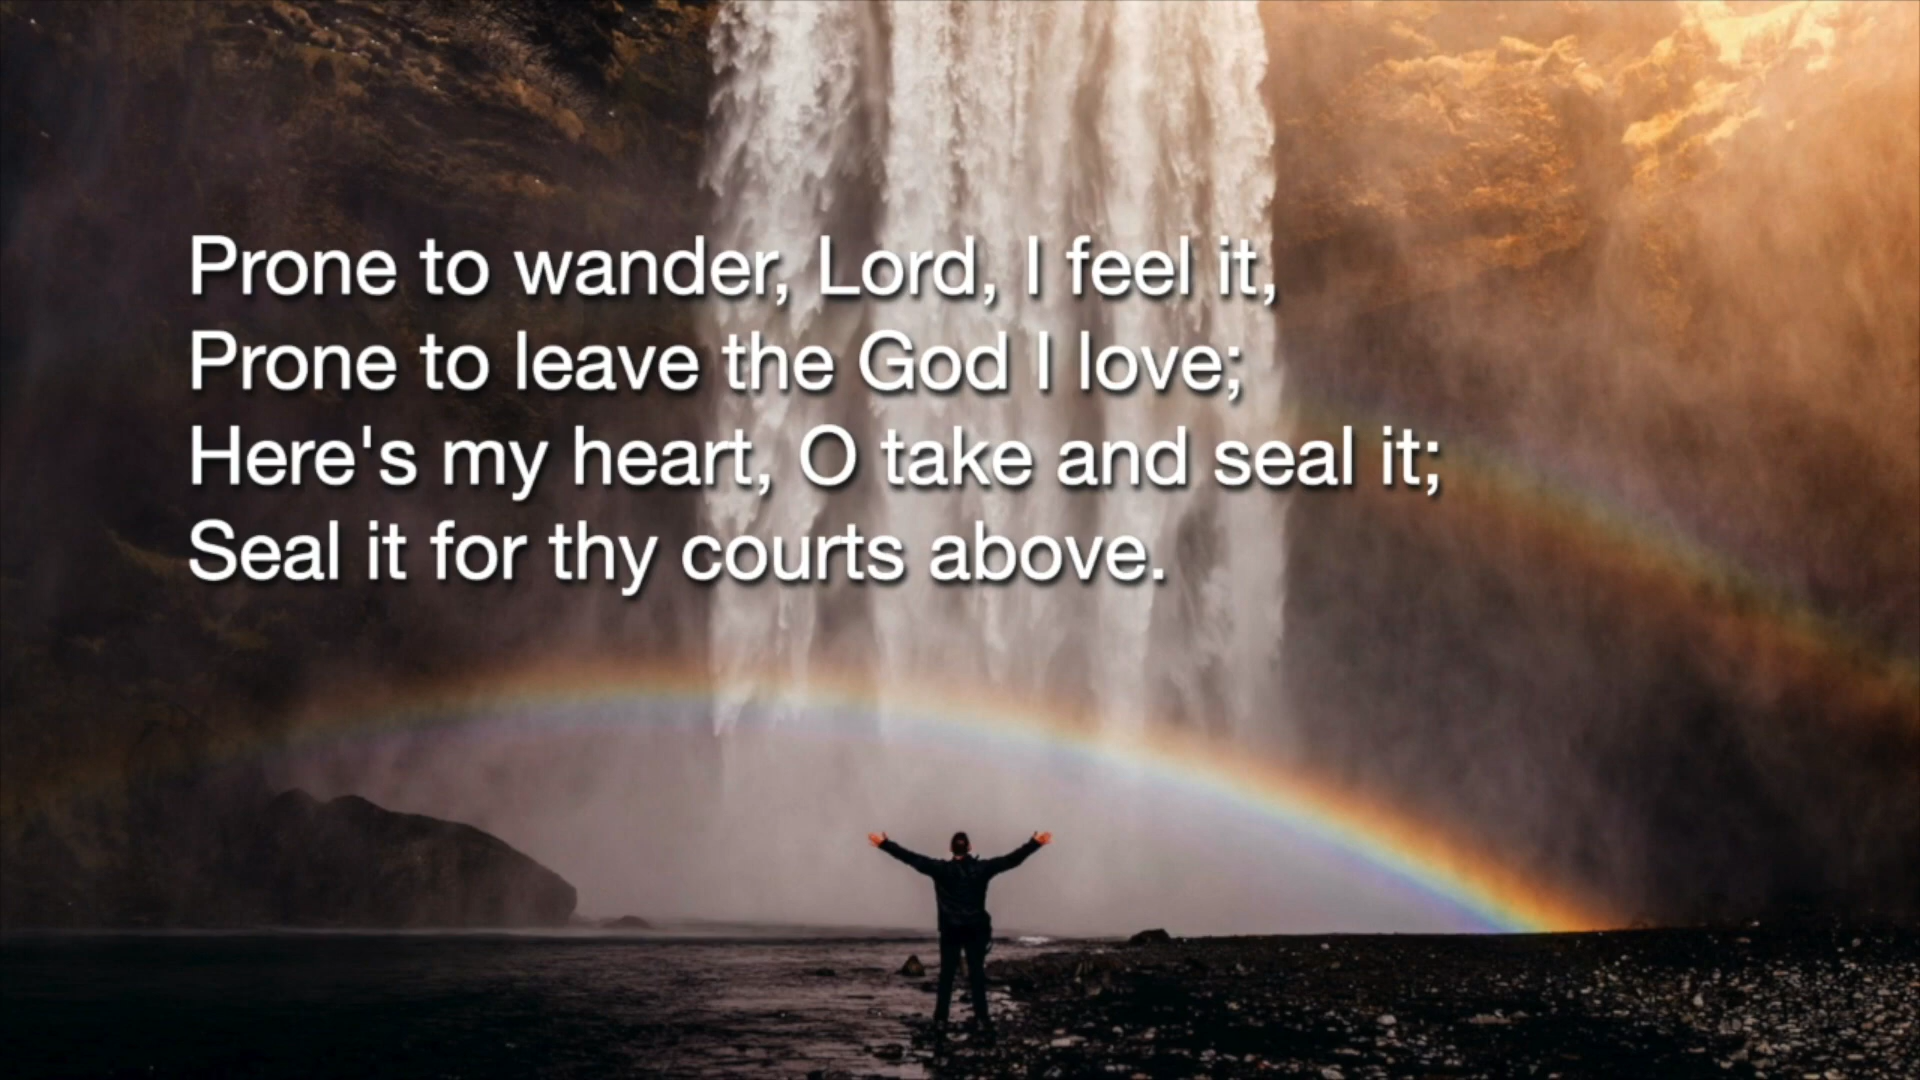 Prone to wander, Lord, I feel it,
Prone to leave the God I love;
Here's my heart, O take and seal it;
Seal it for thy courts above.